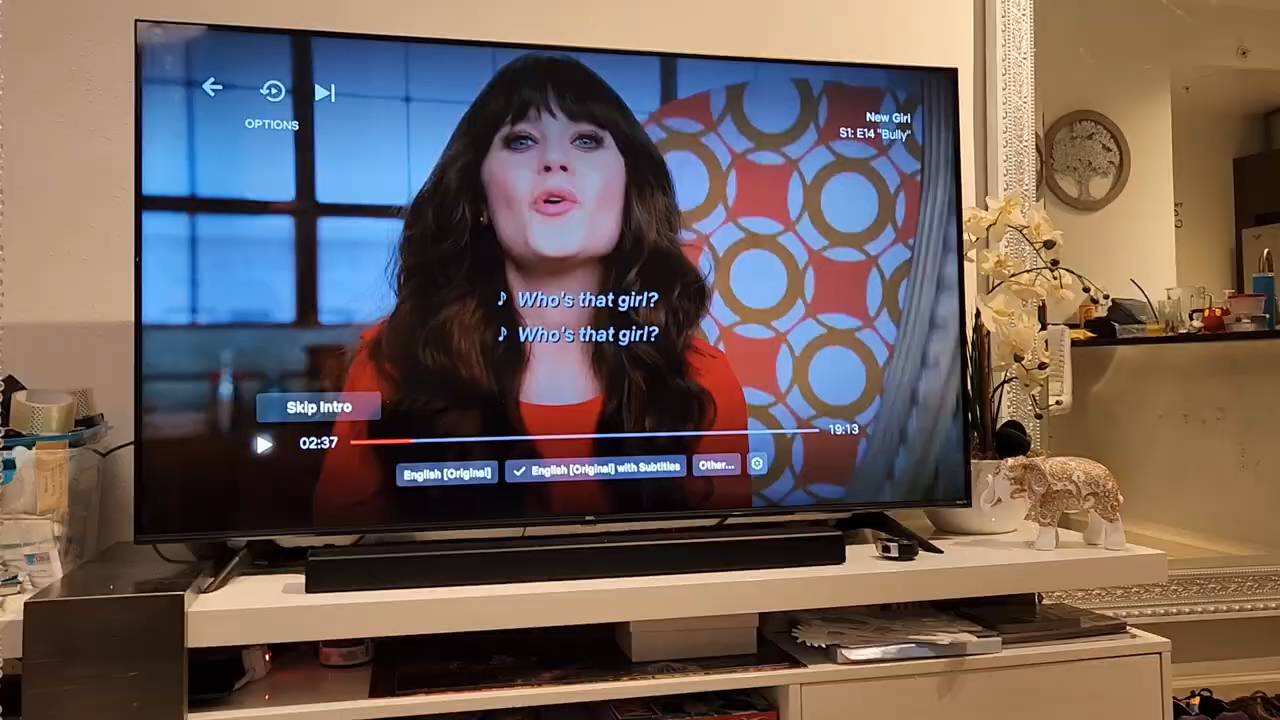 OPTIONS
New Girl
S1: E14 "Bully"
♪ Who's that girl?
♪ Who's that girl?
Skip Intro
02:37
19:13
English [Original]
English [Original] with Subtitles
Other...